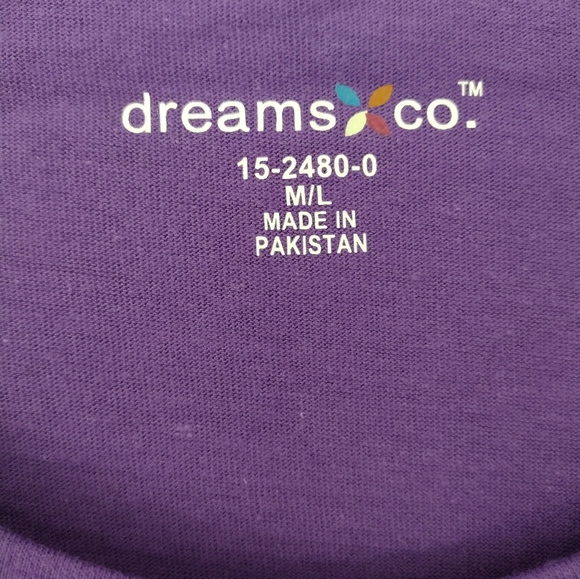 dreams co.™
15-2480-0
M/L
MADE IN
PAKISTAN